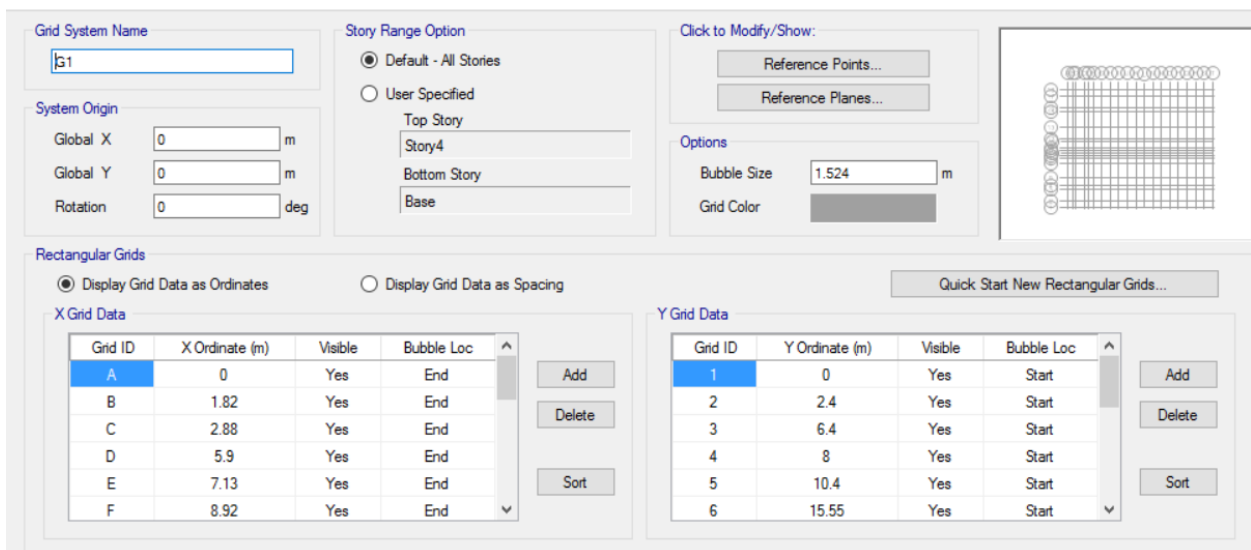 Grid System Name
G1
System Origin
Global X 0 m
Global Y 0 m
Rotation 0 deg
Story Range Option
Default - All Stories
User Specified
Top Story
Story4
Bottom Story
Base
Click to Modify/Show:
Reference Points...
Reference Planes...
Options
Bubble Size 1.524 m
Grid Color
Rectangular Grids
Display Grid Data as Ordinates
Display Grid Data as Spacing
Quick Start New Rectangular Grids...
X Grid Data
Grid ID X Ordinate (m) Visible Bubble Loc
A 0 Yes End
B 1.82 Yes End
C 2.88 Yes End
D 5.9 Yes End
E 7.13 Yes End
F 8.92 Yes End
Add
Delete
Sort
Y Grid Data
Grid ID Y Ordinate (m) Visible Bubble Loc
1 0 Yes Start
2 2.4 Yes Start
3 6.4 Yes Start
4 8 Yes Start
5 10.4 Yes Start
6 15.55 Yes Start
Add
Delete
Sort